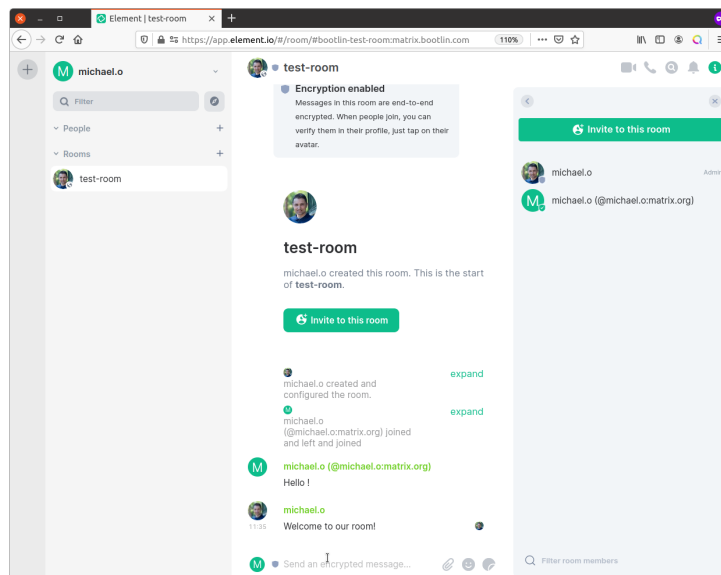 Element | test-room
https://app.element.io/#/room/#bootlin-test-room:matrix.bootlin.com
110%
M
michael.o
Filter
People
Rooms
test-room
test-room
Encryption enabled
Messages in this room are end-to-end
encrypted. When people join, you can
verify them in their profile, just tap on their
avatar.
test-room
michael.o created this room. This is the start
of test-room.
Invite to this room
expand
michael.o created and
configured the room.
M
expand
michael.o
(@michael.o:matrix.org) joined
and left and joined
M
michael.o (@michael.o:matrix.org)
Hello !
michael.o
11:35
Welcome to our room!
M
Send an encrypted message...
Invite to this room
michael.o
Admin
M
michael.o (@michael.o:matrix.org)
Filter room members